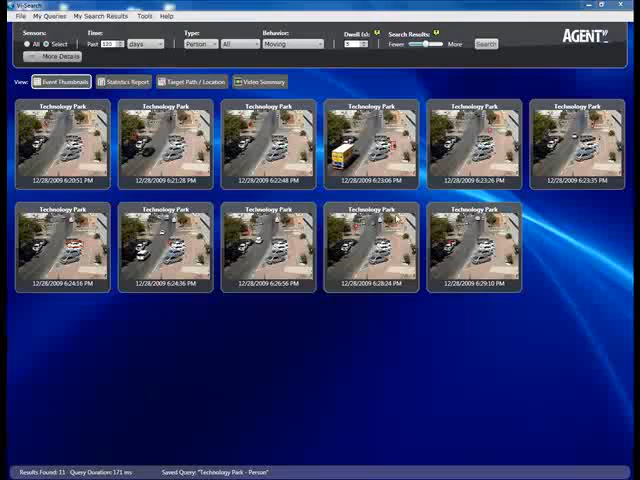 Vi-Search
File My Queries My Search Results Tools Help
Sensors: Time: Type: Behavior: Dwell (s): Search Results:
All Select Past 120 days Person All Moving 5 Fewer More Search
More Details
AGENT Vi
View: Event Thumbnails Statistics Report Target Path / Location Video Summary
Technology Park Technology Park Technology Park Technology Park Technology Park Technology Park
12/28/2009 6:20:51 PM 12/28/2009 6:21:28 PM 12/28/2009 6:22:48 PM 12/28/2009 6:23:06 PM 12/28/2009 6:23:26 PM 12/28/2009 6:23:35 PM
Technology Park Technology Park Technology Park Technology Park Technology Park
12/28/2009 6:24:16 PM 12/28/2009 6:24:36 PM 12/28/2009 6:26:56 PM 12/28/2009 6:28:24 PM 12/28/2009 6:29:10 PM
Results Found: 11 Query Duration: 171 ms Saved Query: "Technology Park - Person"